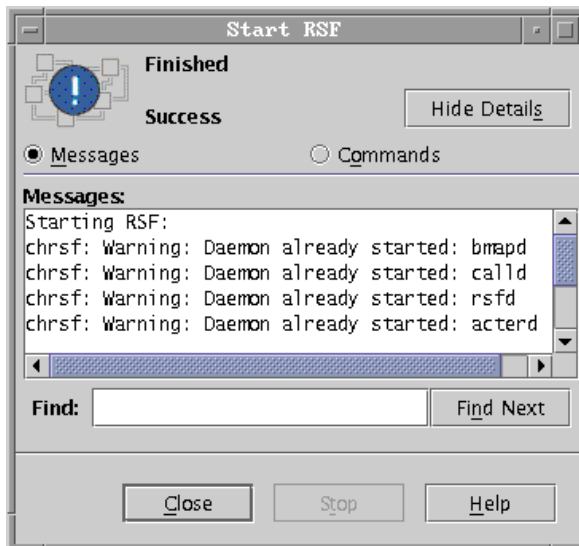 Start RSF
Finished
Success
Hide Details
Messages
Commands
Messages:
Starting RSF:
chrsf: Warning: Daemon already started: bmapd
chrsf: Warning: Daemon already started: calld
chrsf: Warning: Daemon already started: rsfd
chrsf: Warning: Daemon already started: acterd
Find:
Find Next
Close
Stop
Help